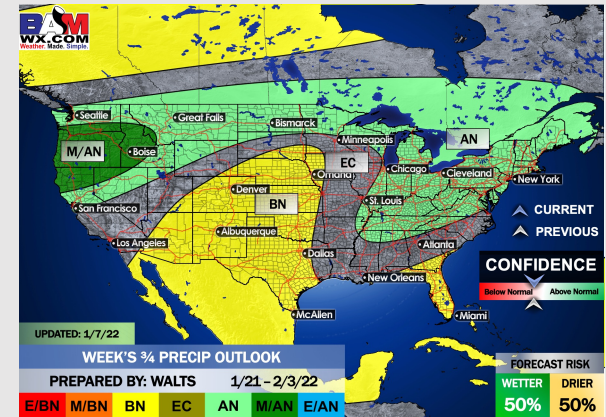 BAM
WX.COM
Weather. Made. Simple.
Seattle
Great Falls
Bismarck
M/AN
Boise
Minneapolis
AN
EC
Omaha
Chicago
Cleveland
New York
Denver
BN
St. Louis
San Francisco
CURRENT
Albuquerque
PREVIOUS
Los Angeles
Atlanta
Dallas
CONFIDENCE
New Orleans
Below Normal
Above Normal
McAllen
Miami
UPDATED: 1/7/22
WEEK'S ¾ PRECIP OUTLOOK
PREPARED BY: WALTS 1/21 – 2/3/22
FORECAST RISK
WETTER DRIER
50% 50%
E/BN M/BN BN EC AN M/AN E/AN